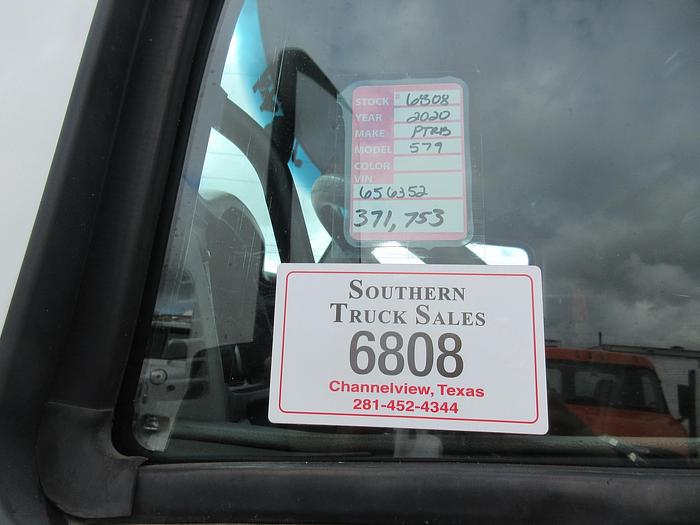 STOCK # 6808
YEAR 2020
MAKE PTRB
MODEL 579
COLOR
VIN
656352
371,753
SOUTHERN
TRUCK SALES
6808
Channelview, Texas
281-452-4344